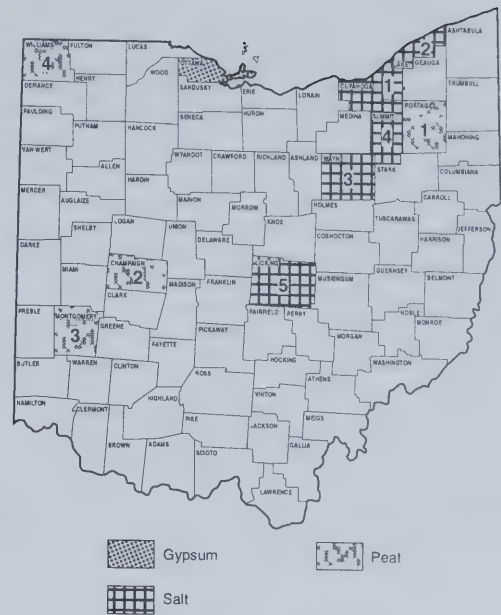 ASHTABULA
WILLIAMS FULTON LUCAS OTTAWA LAKE 2 GEAUGA
4 WOOD
HENRY SANDUSKY ERIE LORAIN CUYAHOGA 1 TRUMBULL
DEFIANCE
PAULDING SENECA HURON MEDINA SUMMIT PORTAGE
PUTNAM HANCOCK 4 1 MAHONING
VAN WERT WYANDOT CRAWFORD RICHLAND ASHLAND STARK
ALLEN 3 COLUMBIANA
HARDIN
MERCER AUGLAIZE MARION MORROW HOLMES CARROLL
LOGAN UNION KNOX TUSCARAWAS JEFFERSON
SHELBY DELAWARE COSHOCTON HARRISON
DARKE
CHAMPAIGN LICKING GUERNSEY
MIAMI 2 MADISON FRANKLIN 5 MUSKINGUM BELMONT
CLARK
PREBLE MONTGOMERY FAIRFIELD PERRY NOBLE MONROE
3 GREENE PICKAWAY MORGAN
FAYETTE HOCKING WASHINGTON
BUTLER WARREN CLINTON ROSS ATHENS
HIGHLAND VINTON
HAMILTON CLERMONT PIKE JACKSON MEIGS
BROWN ADAMS SCIOTO GALLIA
LAWRENCE
Gypsum Peat
Salt